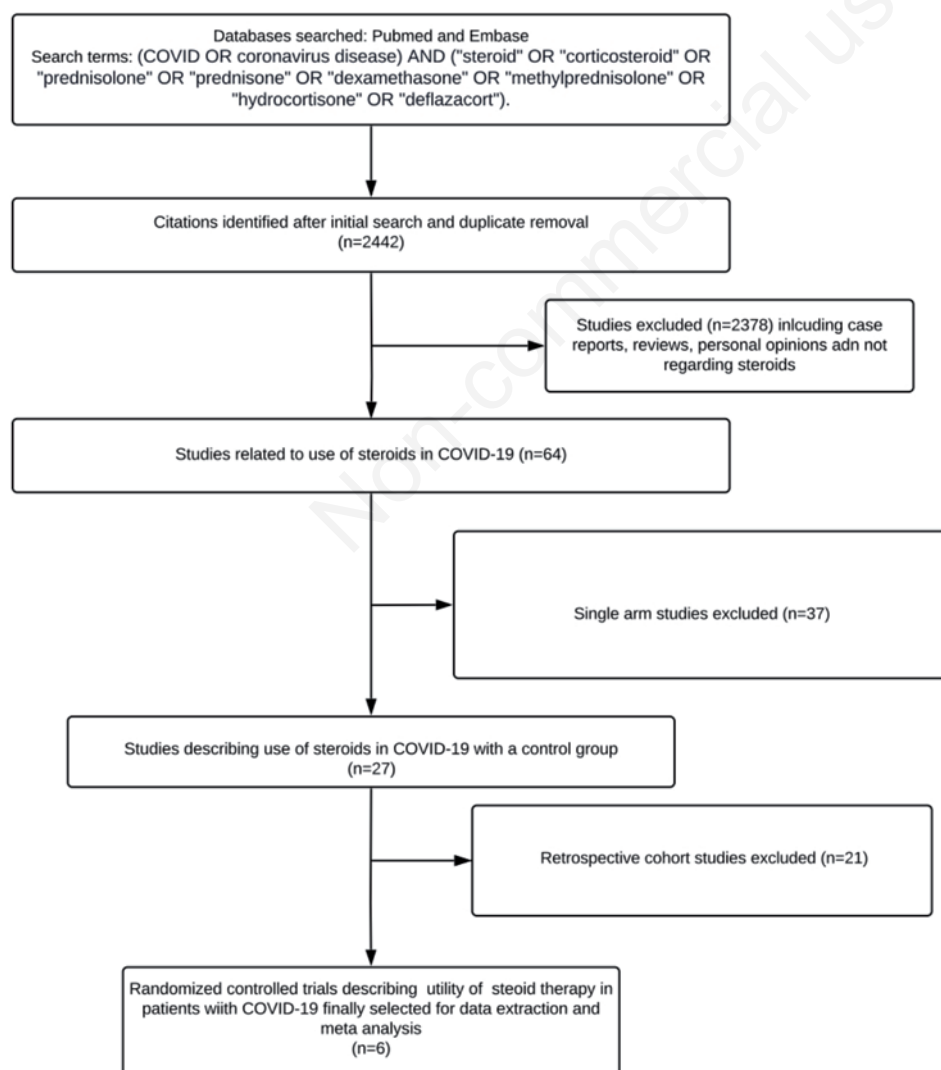 Databases searched: Pubmed and Embase
Search terms: (COVID OR coronavirus disease) AND ("steroid" OR "corticosteroid" OR
"prednisolone" OR "prednisone" OR "dexamethasone" OR "methylprednisolone" OR
"hydrocortisone" OR "deflazacort").
Citations identified after initial search and duplicate removal
(n=2442)
Studies excluded (n=2378) inlcuding case
reports, reviews, personal opinions adn not
regarding steroids
Studies related to use of steroids in COVID-19 (n=64)
Single arm studies excluded (n=37)
Studies describing use of steroids in COVID-19 with a control group
(n=27)
Retrospective cohort studies excluded (n=21)
Randomized controlled trials describing utility of steoid therapy in
patients wiith COVID-19 finally selected for data extraction and
meta analysis
(n=6)
Non-commercial us